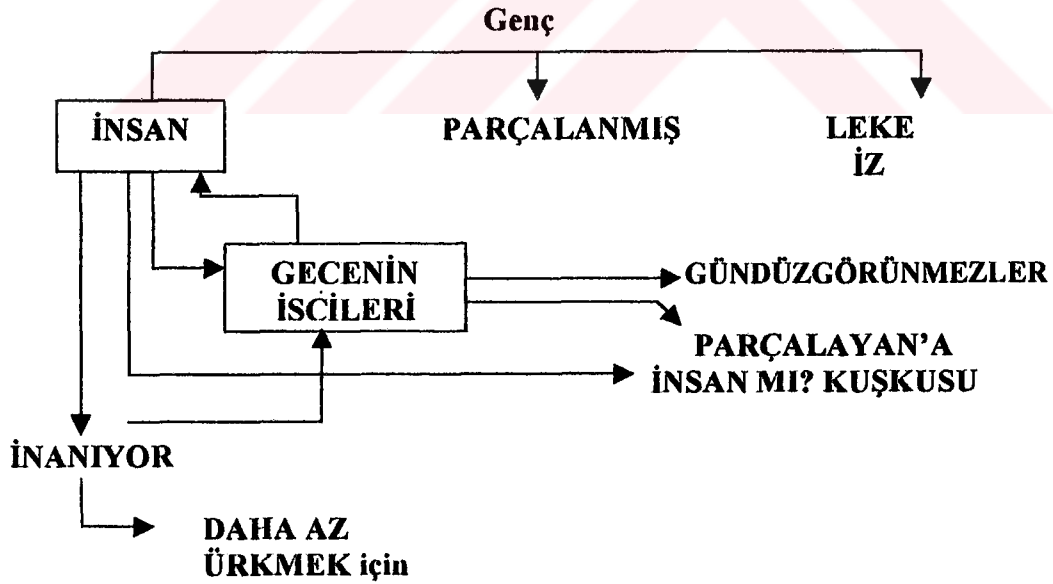 Genç
İNSAN
PARÇALANMIŞ
LEKE
İZ
GECENİN
İSCİLERİ
GÜNDÜZGÖRÜNMEZLER
PARÇALAYAN'A
İNSAN MI? KUŞKUSU
İNANIYOR
DAHA AZ
ÜRKMEK için